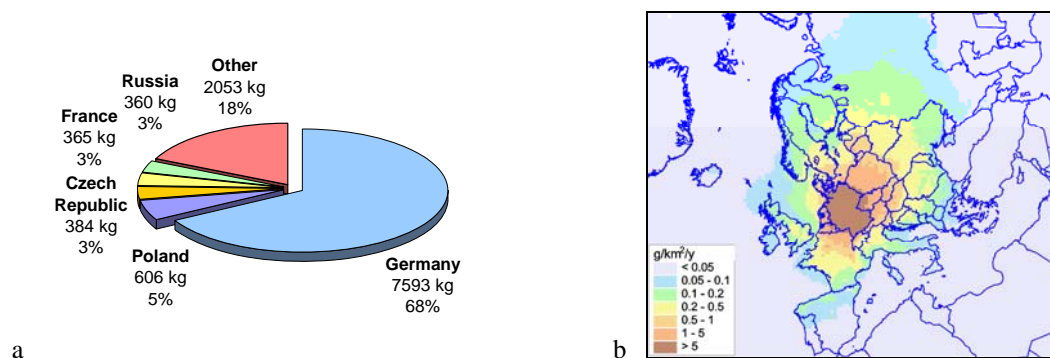 Other
2053 kg
18%
Russia
360 kg
3%
France
365 kg
3%
Czech
Republic
384 kg
3%
Poland
606 kg
5%
Germany
7593 kg
68%
a
g/km²/y
< 0.05
0.05 - 0.1
0.1 - 0.2
0.2 - 0.5
0.5 - 1
1 - 5
> 5
b